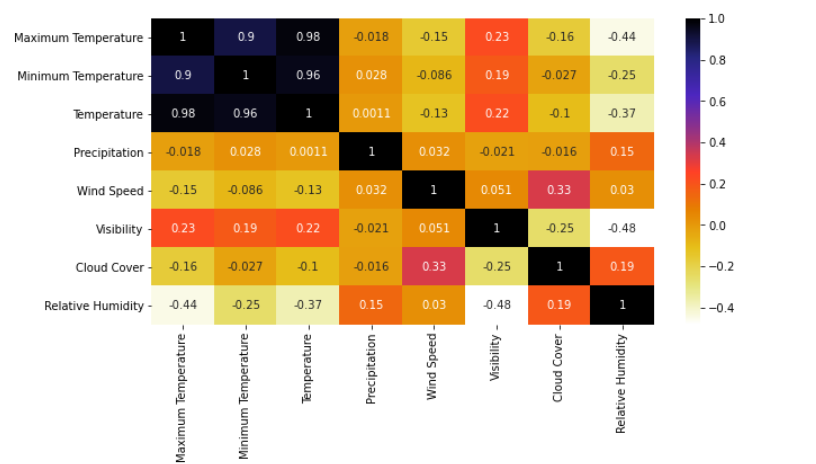 Maximum Temperature 1 0.9 0.98 -0.018 -0.15 0.23 -0.16 -0.44
Minimum Temperature 0.9 1 0.96 0.028 -0.086 0.19 -0.027 -0.25
Temperature 0.98 0.96 1 0.0011 -0.13 0.22 -0.1 -0.37
Precipitation -0.018 0.028 0.0011 1 0.032 -0.021 -0.016 0.15
Wind Speed -0.15 -0.086 -0.13 0.032 1 0.051 0.33 0.03
Visibility 0.23 0.19 0.22 -0.021 0.051 1 -0.25 -0.48
Cloud Cover -0.16 -0.027 -0.1 -0.016 0.33 -0.25 1 0.19
Relative Humidity -0.44 -0.25 -0.37 0.15 0.03 -0.48 0.19 1
Maximum Temperature
Minimum Temperature
Temperature
Precipitation
Wind Speed
Visibility
Cloud Cover
Relative Humidity
1.0
0.8
0.6
0.4
0.2
0.0
−0.2
−0.4